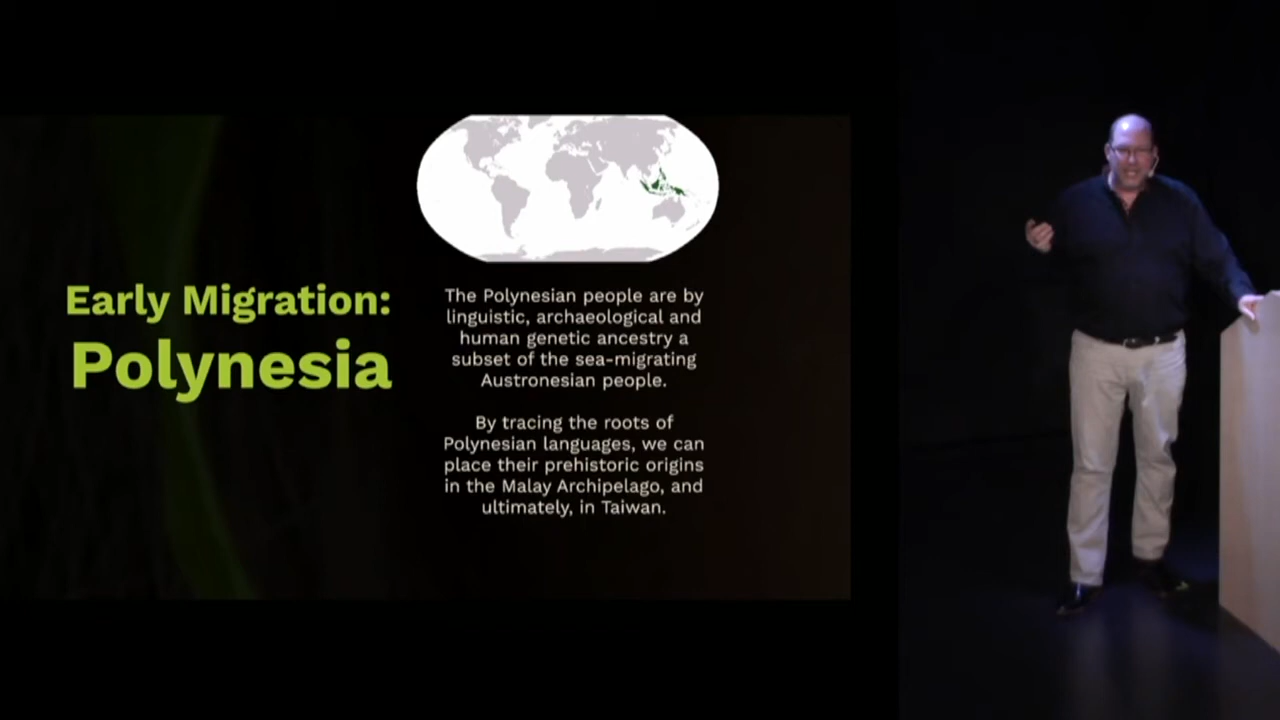 Early Migration:
Polynesia
The Polynesian people are by
linguistic, archaeological and
human genetic ancestry a
subset of the sea-migrating
Austronesian people.
By tracing the roots of
Polynesian languages, we can
place their prehistoric origins
in the Malay Archipelago, and
ultimately, in Taiwan.